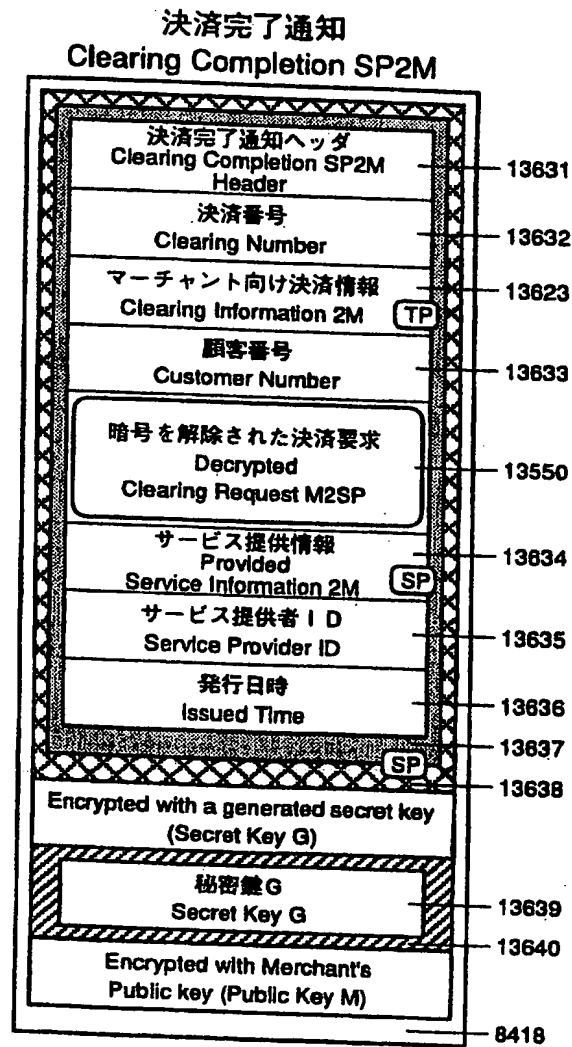 決済完了通知
Clearing Completion SP2M
決済完了通知ヘッダ
Clearing Completion SP2M
Header
13631
決済番号
Clearing Number
13632
マーチャント向け決済情報
Clearing Information 2M
TP
13623
顧客番号
Customer Number
13633
暗号を解除された決済要求
Decrypted
Clearing Request M2SP
13550
サービス提供情報
Provided
Service Information 2M
SP
13634
サービス提供者ID
Service Provider ID
13635
発行日時
Issued Time
13636
13637
SP
13638
Encrypted with a generated secret key
(Secret Key G)
秘密鍵G
Secret Key G
13639
13640
Encrypted with Merchant's
Public key (Public Key M)
8418